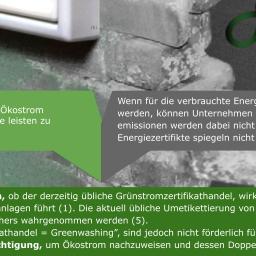 Ökostrom
e leisten zu
Wenn für die verbrauchte Energ
werden, können Unternehmen
emissionen werden dabei nicht
Energiezertifikte spiegeln nicht
, ob der derzeitig übliche Grünstromzertifikathandel, wirk
nlagen führt (1). Die aktuell übliche Umetikettierung von
hers wahrgenommen werden (5).
athandel = Greenwashing”, sind jedoch nicht förderlich fü
chtigung, um Ökostrom nachzuweisen und dessen Doppe